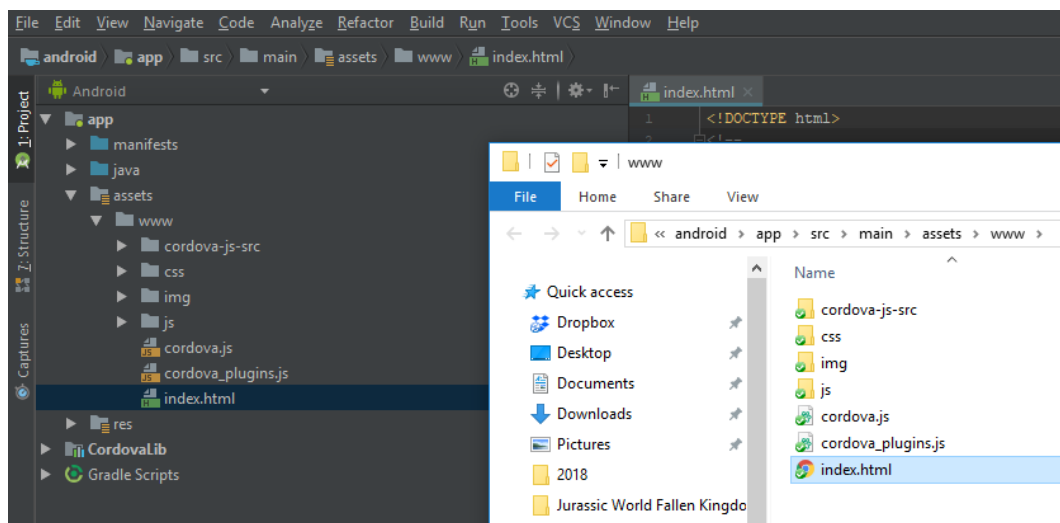 File Edit View Navigate Code Analyze Refactor Build Run Tools VCS Window Help
android app src main assets www index.html
Android
index.html
1: Project
7: Structure
Captures
app
manifests
java
assets
www
cordova-js-src
css
img
js
cordova.js
cordova_plugins.js
index.html
res
CordovaLib
Gradle Scripts
1 <!DOCTYPE html>
2 <!--
www
File Home Share View
« android > app > src > main > assets > www >
Quick access
Dropbox
Desktop
Documents
Downloads
Pictures
2018
Jurassic World Fallen Kingdo
Name
cordova-js-src
css
img
js
cordova.js
cordova_plugins.js
index.html